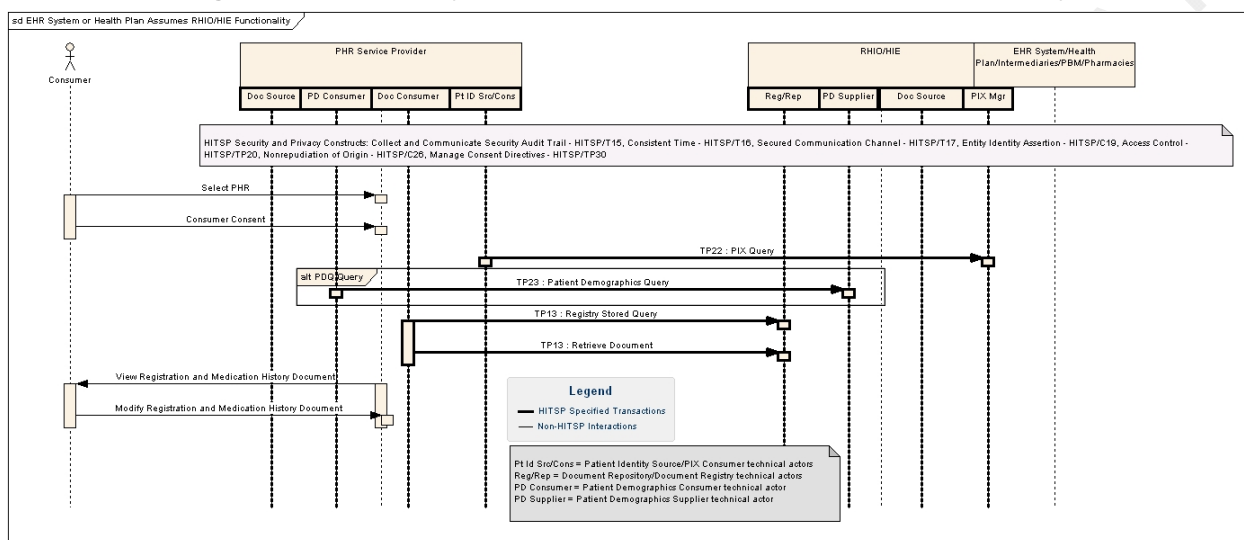 sd EHR System or Health Plan Assumes RHIO/HIE Functionality
Consumer
PHR Service Provider
RHIO/HIE
EHR System/Health
Plan/Intermediaries/PBM/Pharmacies
Doc Source
PD Consumer
Doc Consumer
Pt ID Src/Cons
Reg/Rep
PD Supplier
Doc Source
PIX Mgr
HITSP Security and Privacy Constructs: Collect and Communicate Security Audit Trail - HITSP/T15, Consistent Time - HITSP/T16, Secured Communication Channel - HITSP/T17, Entity Identity Assertion - HITSP/C19, Access Control -
HITSP/TP20, Nonrepudiation of Origin - HITSP/C26, Manage Consent Directives - HITSP/TP30
Select PHR
Consumer Consent
TP22 : PIX Query
alt PDQ Query
TP23 : Patient Demographics Query
TP13 : Registry Stored Query
TP13 : Retrieve Document
View Registration and Medication History Document
Modify Registration and Medication History Document
Legend
HITSP Specified Transactions
Non-HITSP Interactions
Pt Id Src/Cons = Patient Identity Source/PIX Consumer technical actors
Reg/Rep = Document Repository/Document Registry technical actors
PD Consumer = Patient Demographics Consumer technical actor
PD Supplier = Patient Demographics Supplier technical actor